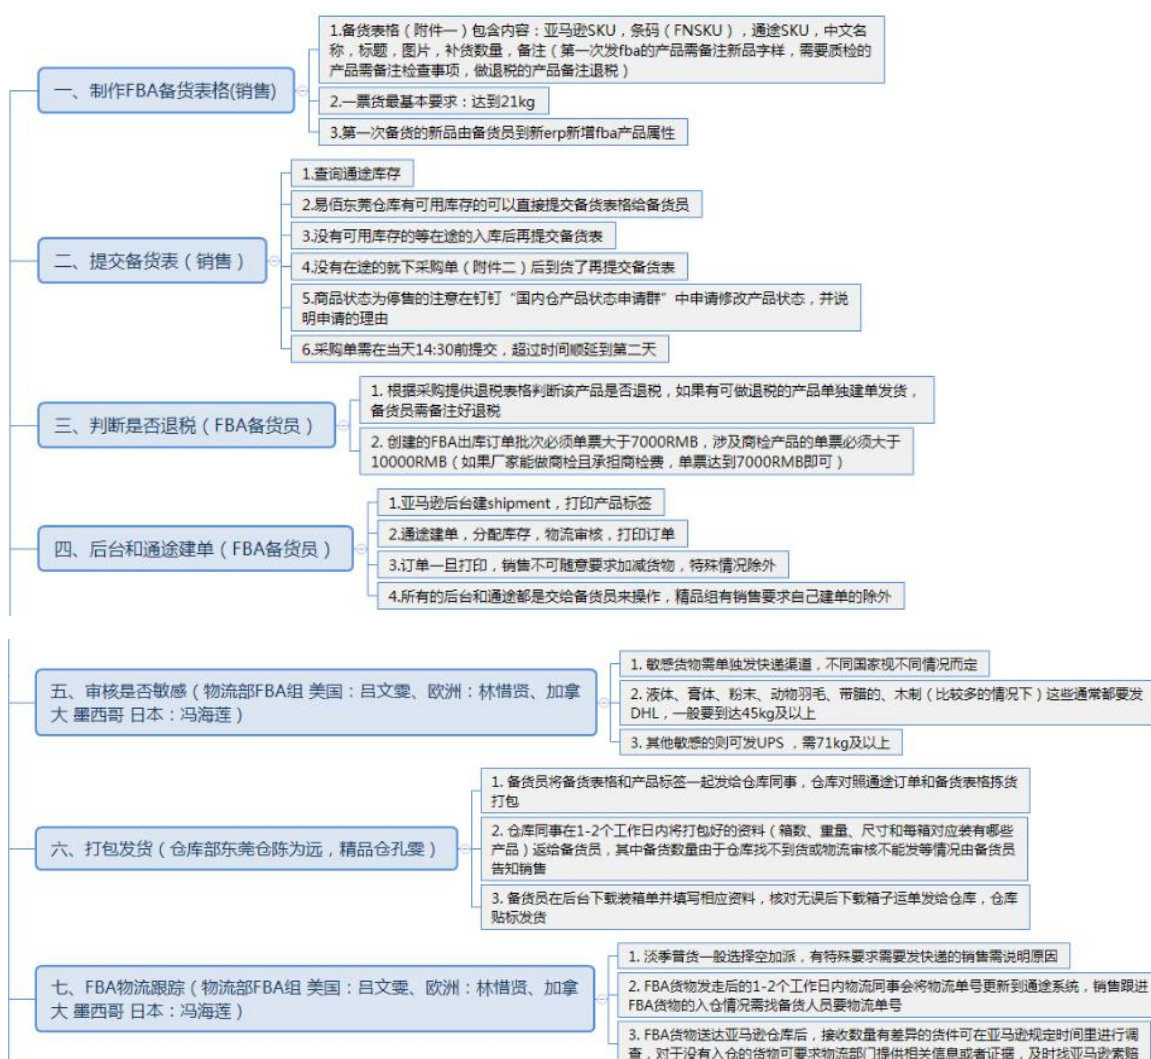 一、制作FBA备货表格(销售)
1.备货表格（附件一）包含内容：亚马逊SKU，条码（FNSKU），通途SKU，中文名
称，标题，图片，补货数量，备注（第一次发fba的产品需备注新品字样，需要质检的
产品需备注检查事项，做退税的产品备注退税）
2.一票货最基本要求：达到21kg
3.第一次备货的新品由备货员到新erp新增fba产品属性
二、提交备货表（销售）
1.查询通途库存
2.易佰东莞仓库有可用库存的可以直接提交备货表格给备货员
3.没有可用库存的等在途的入库后再提交备货表
4.没有在途的就下采购单（附件二）后到货了再提交备货表
5.商品状态为停售的注意在钉钉“国内仓产品状态申请群”中申请修改产品状态，并说
明申请的理由
6.采购单需在当天14:30前提交，超过时间顺延到第二天
三、判断是否退税（FBA备货员）
1. 根据采购提供退税表格判断该产品是否退税，如果有可做退税的产品单独建单发货，
备货员需备注好退税
2. 创建的FBA出库订单批次必须单票大于7000RMB，涉及商检产品的单票必须大于
10000RMB（如果厂家能做商检且承担商检费，单票达到7000RMB即可）
四、后台和通途建单（FBA备货员）
1.亚马逊后台建shipment，打印产品标签
2.通途建单，分配库存，物流审核，打印订单
3.订单一旦打印，销售不可随意要求加减货物，特殊情况除外
4.所有的后台和通途都是交给备货员来操作，精品组有销售要求自己建单的除外
五、审核是否敏感（物流部FBA组 美国：吕文雯、欧洲：林惜贤、加拿
大 墨西哥 日本：冯海莲）
1. 敏感货物需单独发快递渠道，不同国家视不同情况而定
2. 液体、膏体、粉末、动物羽毛、带腊的、木制（比较多的情况下）这些通常都要发
DHL，一般要到达45kg及以上
3. 其他敏感的则可发UPS ，需71kg及以上
六、打包发货（仓库部东莞仓陈为远，精品仓孔雯）
1. 备货员将备货表格和产品标签一起发给仓库同事，仓库对照通途订单和备货表格拣货
打包
2. 仓库同事在1-2个工作日内将打包好的资料（箱数、重量、尺寸和每箱对应装有哪些
产品）返给备货员，其中备货数量由于仓库找不到货或物流审核不能发等情况由备货员
告知销售
3. 备货员在后台下载装箱单并填写相应资料，核对无误后下载箱子运单发给仓库，仓库
贴标发货
七、FBA物流跟踪（物流部FBA组 美国：吕文雯、欧洲：林惜贤、加拿
大 墨西哥 日本：冯海莲）
1. 淡季普货一般选择空加派，有特殊要求需要发快递的销售需说明原因
2. FBA货物发走后的1-2个工作日内物流同事会将物流单号更新到通途系统，销售跟进
FBA货物的入仓情况需找备货人员要物流单号
3. FBA货物送达亚马逊仓库后，接收数量有差异的货件可在亚马逊规定时间里进行调
查，对于没有入仓的货物可要求物流部门提供相关信息或者证据，及时找亚马逊索赔